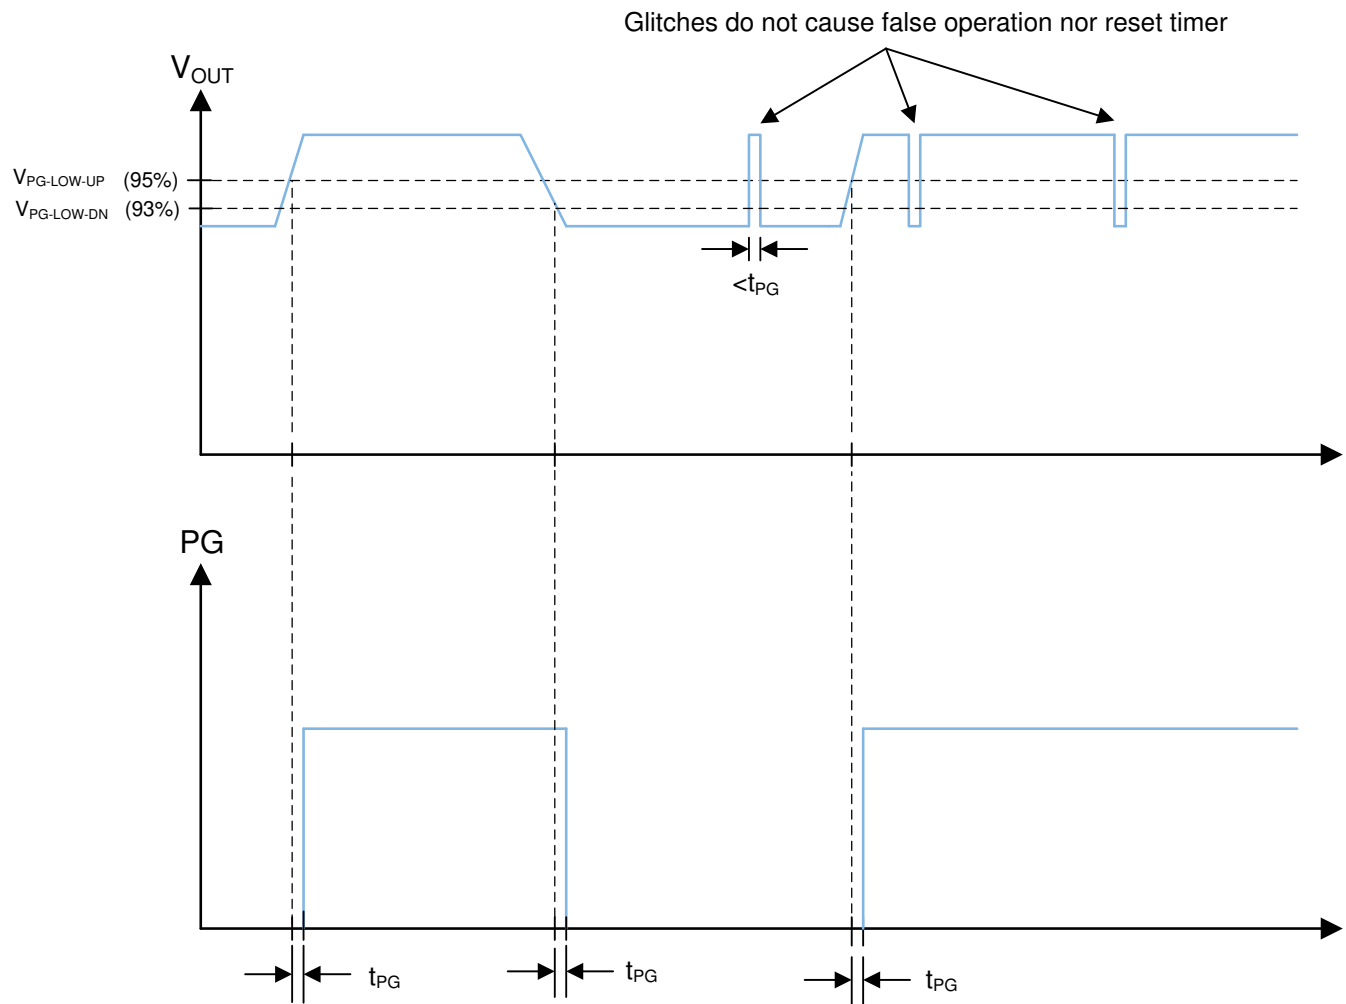 Glitches do not cause false operation nor reset timer
VOUT
VPG-LOW-UP (95%)
VPG-LOW-DN (93%)
<tPG
PG
tPG
tPG
tPG